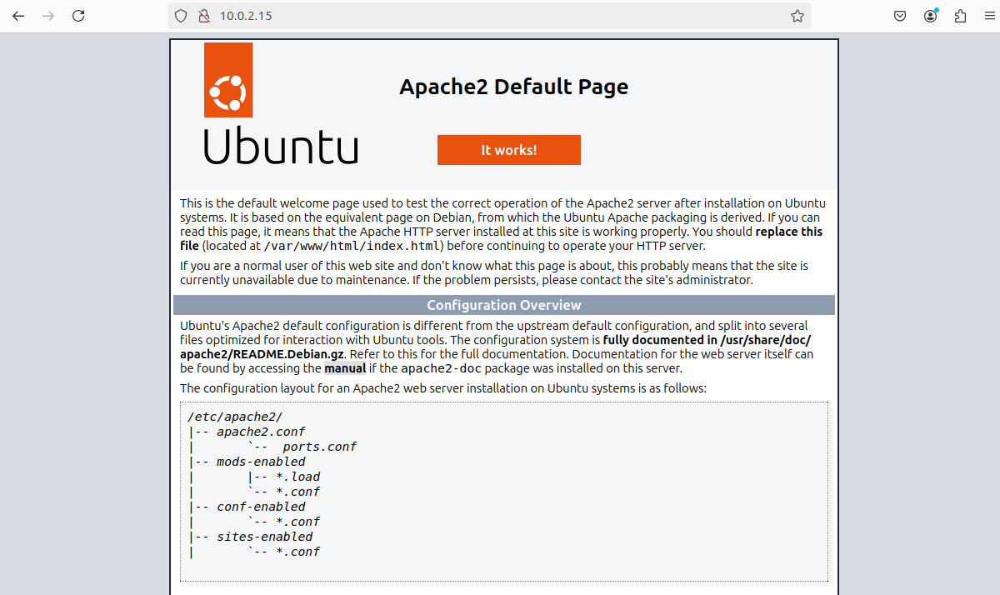 10.0.2.15
Apache2 Default Page
Ubuntu
It works!
This is the default welcome page used to test the correct operation of the Apache2 server after installation on Ubuntu
systems. It is based on the equivalent page on Debian, from which the Ubuntu Apache packaging is derived. If you can
read this page, it means that the Apache HTTP server installed at this site is working properly. You should replace this
file (located at /var/www/html/index.html) before continuing to operate your HTTP server.
If you are a normal user of this web site and don't know what this page is about, this probably means that the site is
currently unavailable due to maintenance. If the problem persists, please contact the site's administrator.
Configuration Overview
Ubuntu's Apache2 default configuration is different from the upstream default configuration, and split into several
files optimized for interaction with Ubuntu tools. The configuration system is fully documented in /usr/share/doc/
apache2/README.Debian.gz. Refer to this for the full documentation. Documentation for the web server itself can
be found by accessing the manual if the apache2-doc package was installed on this server.
The configuration layout for an Apache2 web server installation on Ubuntu systems is as follows:
/etc/apache2/
|-- apache2.conf
|       `--  ports.conf
|-- mods-enabled
|       |-- *.load
|       `-- *.conf
|-- conf-enabled
|       `-- *.conf
|-- sites-enabled
|       `-- *.conf